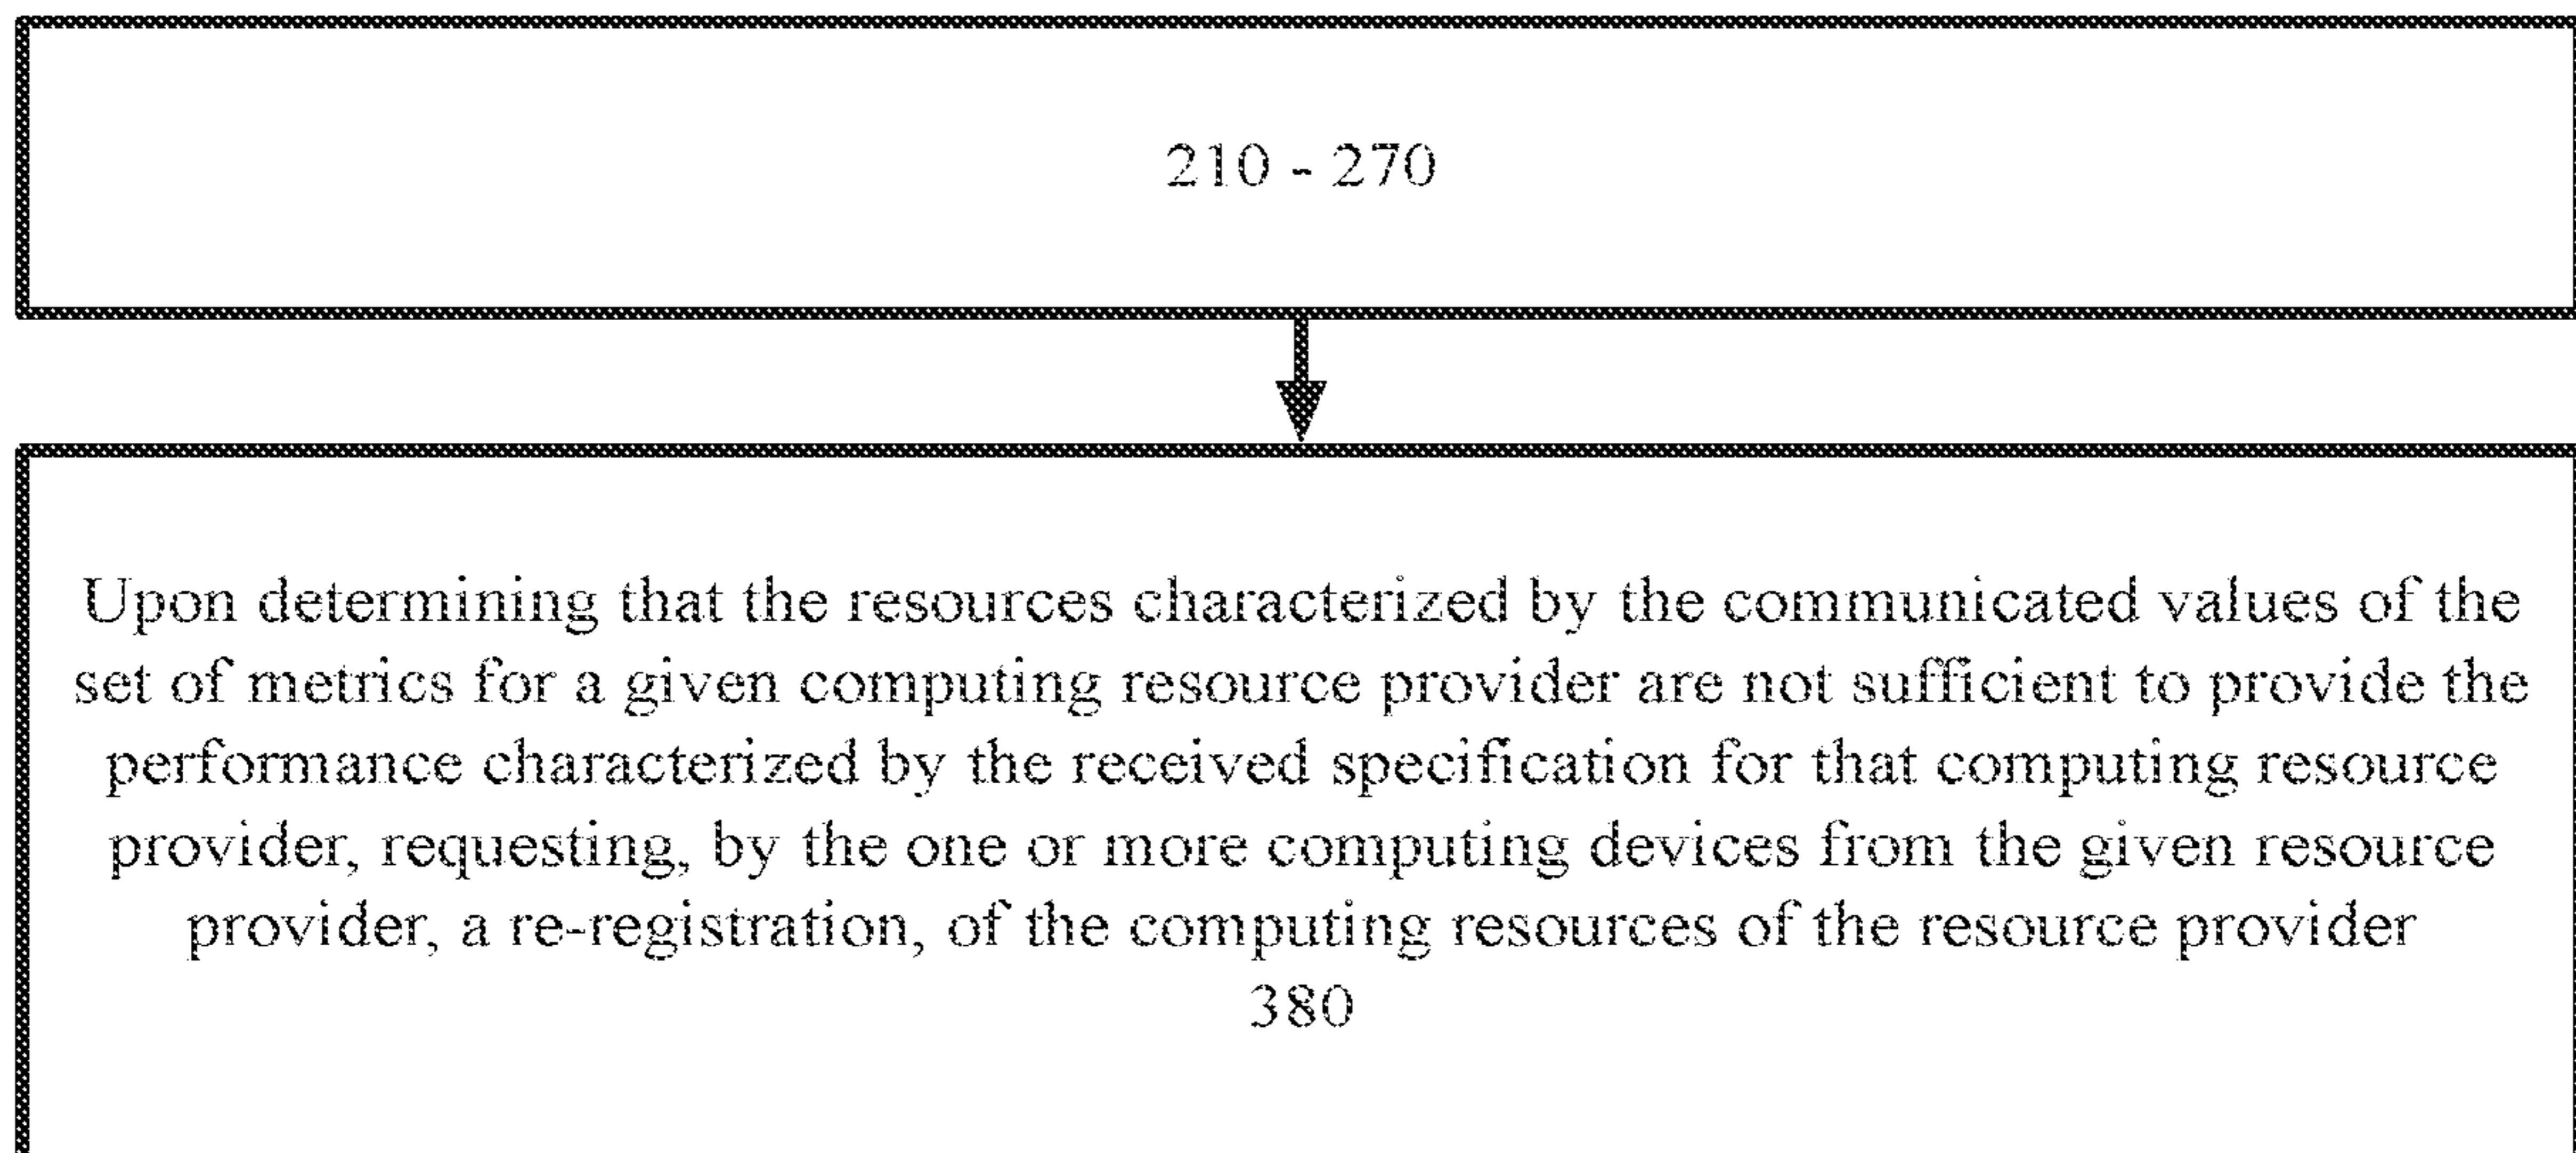 210 - 270
Upon determining that the resources characterized by the communicated values of the
set of metrics for a given computing resource provider are not sufficient to provide the
performance characterized by the received specification for that computing resource
provider, requesting, by the one or more computing devices from the given resource
provider, a re-registration, of the computing resources of the resource provider
380